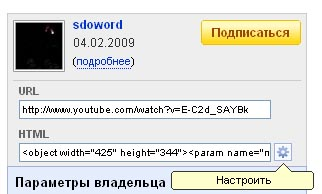 sdoword
Подписаться
04.02.2009
(подробнее)
URL
http://www.youtube.com/watch?v=E-C2d_SAYBk
HTML
<object width="425" height="344"><param name="n
Параметры владельца
Настроить